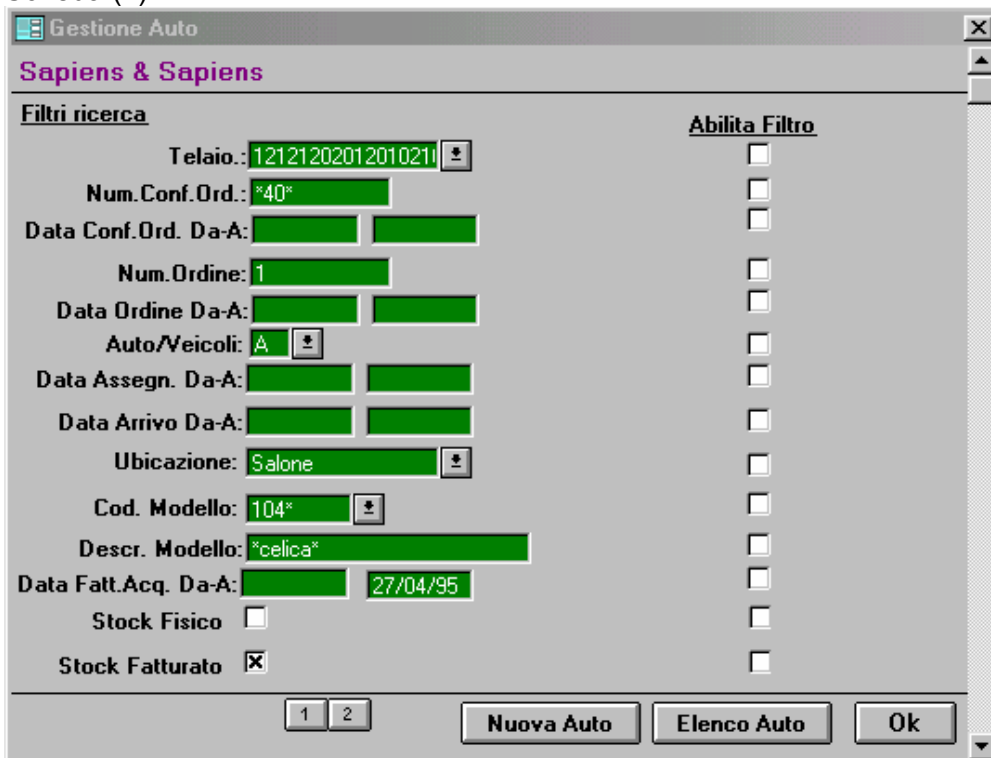 Gestione Auto
Sapiens & Sapiens
Filtri ricerca
Abilita Filtro
Telaio.: 1212120201201021
Num.Conf.Ord.: *40*
Data Conf.Ord. Da-A:
Num.Ordine: 1
Data Ordine Da-A:
Auto/Veicoli: A
Data Assegn. Da-A:
Data Arrivo Da-A:
Ubicazione: Salone
Cod. Modello: 104*
Descr. Modello: *celica*
Data Fatt.Acq. Da-A: 27/04/95
Stock Fisico
Stock Fatturato
1 2 Nuova Auto Elenco Auto Ok